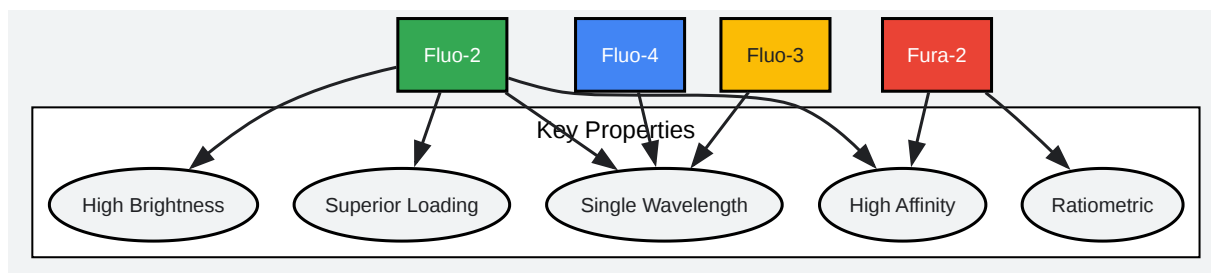 Fluo-2
Fluo-4
Fluo-3
Fura-2
Key Properties
High Brightness
Superior Loading
Single Wavelength
High Affinity
Ratiometric